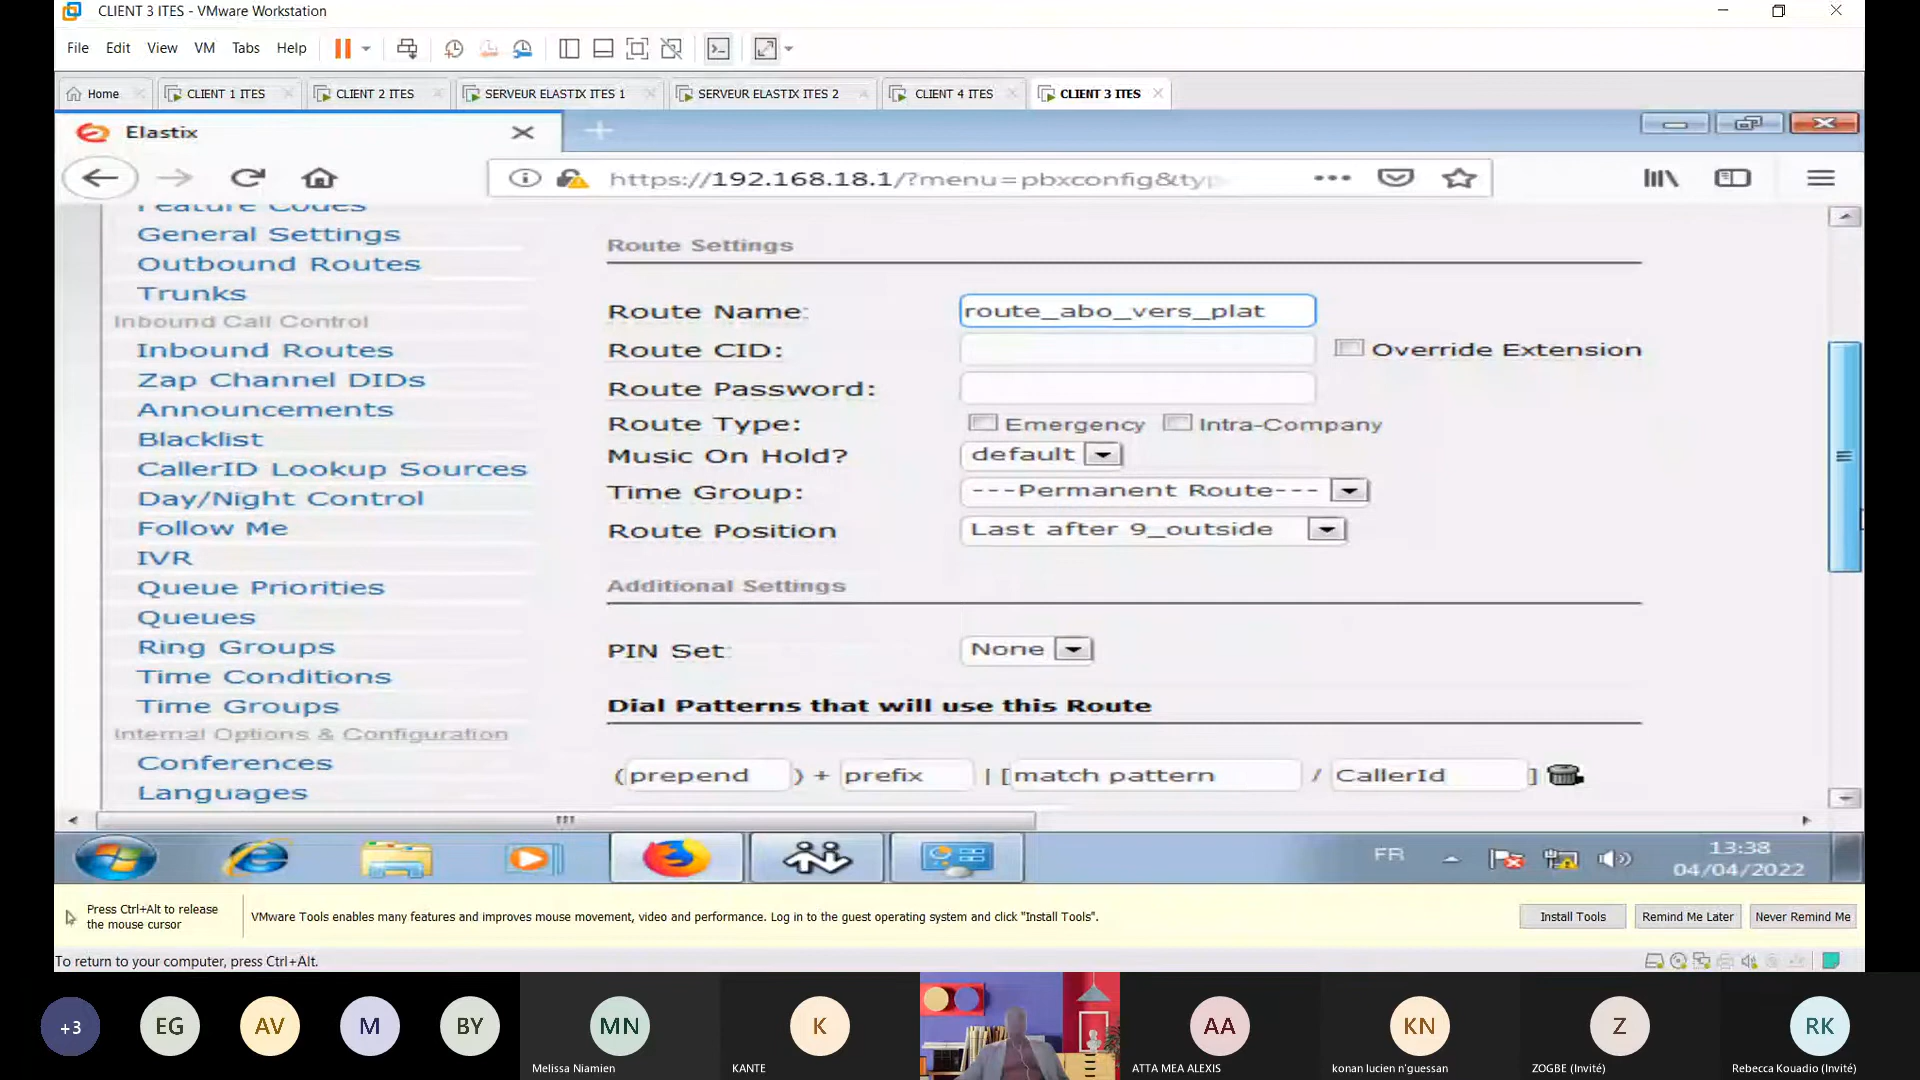 CLIENT 3 ITES - VMware Workstation
File Edit View VM Tabs Help
Home CLIENT 1 ITES CLIENT 2 ITES SERVEUR ELASTIX ITES 1 SERVEUR ELASTIX ITES 2 CLIENT 4 ITES CLIENT 3 ITES
Elastix
https://192.168.18.1/?menu=pbxconfig&typ
Feature Codes
General Settings
Outbound Routes
Trunks
Inbound Call Control
Inbound Routes
Zap Channel DIDs
Announcements
Blacklist
CallerID Lookup Sources
Day/Night Control
Follow Me
IVR
Queue Priorities
Queues
Ring Groups
Time Conditions
Time Groups
Internal Options & Configuration
Conferences
Languages
Route Settings
Route Name: route_abo_vers_plat
Route CID: Override Extension
Route Password:
Route Type: Emergency Intra-Company
Music On Hold? default
Time Group: ---Permanent Route---
Route Position Last after 9_outside
Additional Settings
PIN Set: None
Dial Patterns that will use this Route
(prepend ) + prefix | [match pattern / CallerId ]
FR
13:38
04/04/2022
Press Ctrl+Alt to release
the mouse cursor
VMware Tools enables many features and improves mouse movement, video and performance. Log in to the guest operating system and click "Install Tools".
Install Tools Remind Me Later Never Remind Me
To return to your computer, press Ctrl+Alt.
+3 EG AV M BY MN K AA KN Z RK
Melissa Niamien KANTE ATTA MEA ALEXIS konan lucien n'guessan ZOGBE (Invité) Rebecca Kouadio (Invité)